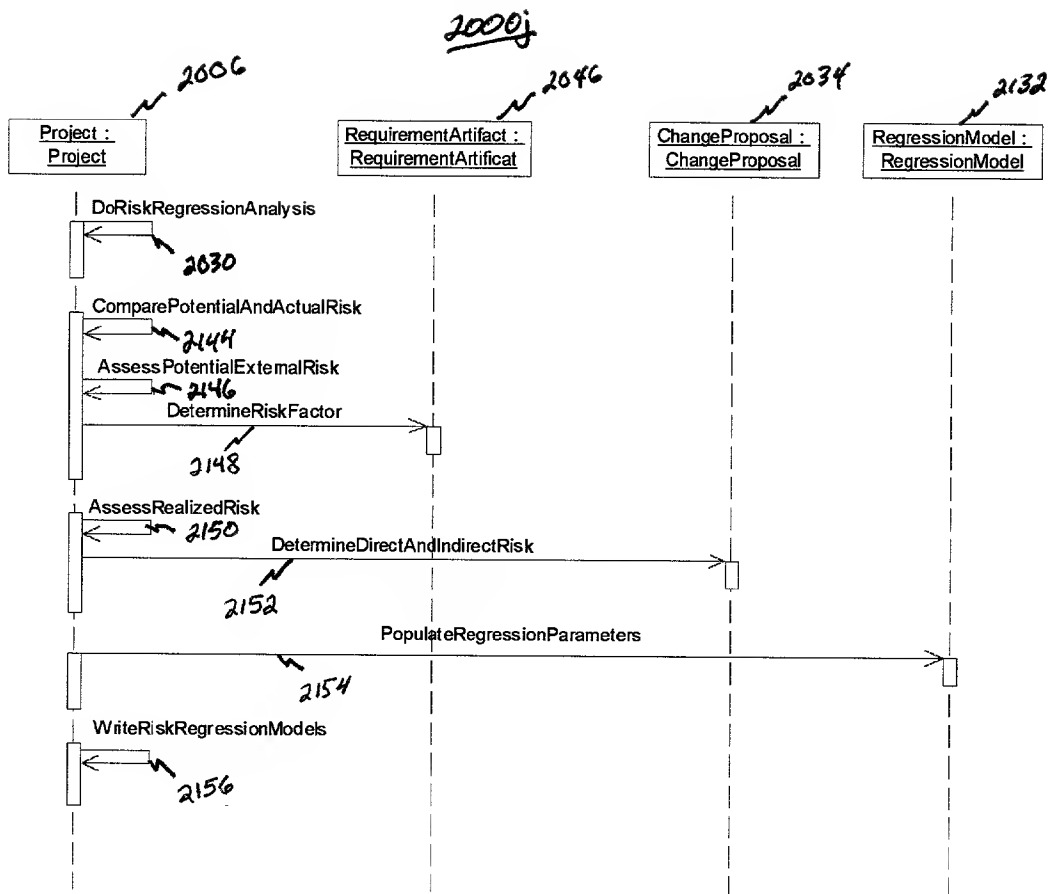 2000j
2006
2046
2034
2132
Project :
Project
RequirementArtifact :
RequirementArtificat
ChangeProposal :
ChangeProposal
RegressionModel :
RegressionModel
DoRiskRegressionAnalysis
2030
ComparePotentialAndActualRisk
2144
AssessPotentialExternalRisk
2146
DetermineRiskFactor
2148
AssessRealizedRisk
2150
DetermineDirectAndIndirectRisk
2152
PopulateRegressionParameters
2154
WriteRiskRegressionModels
2156